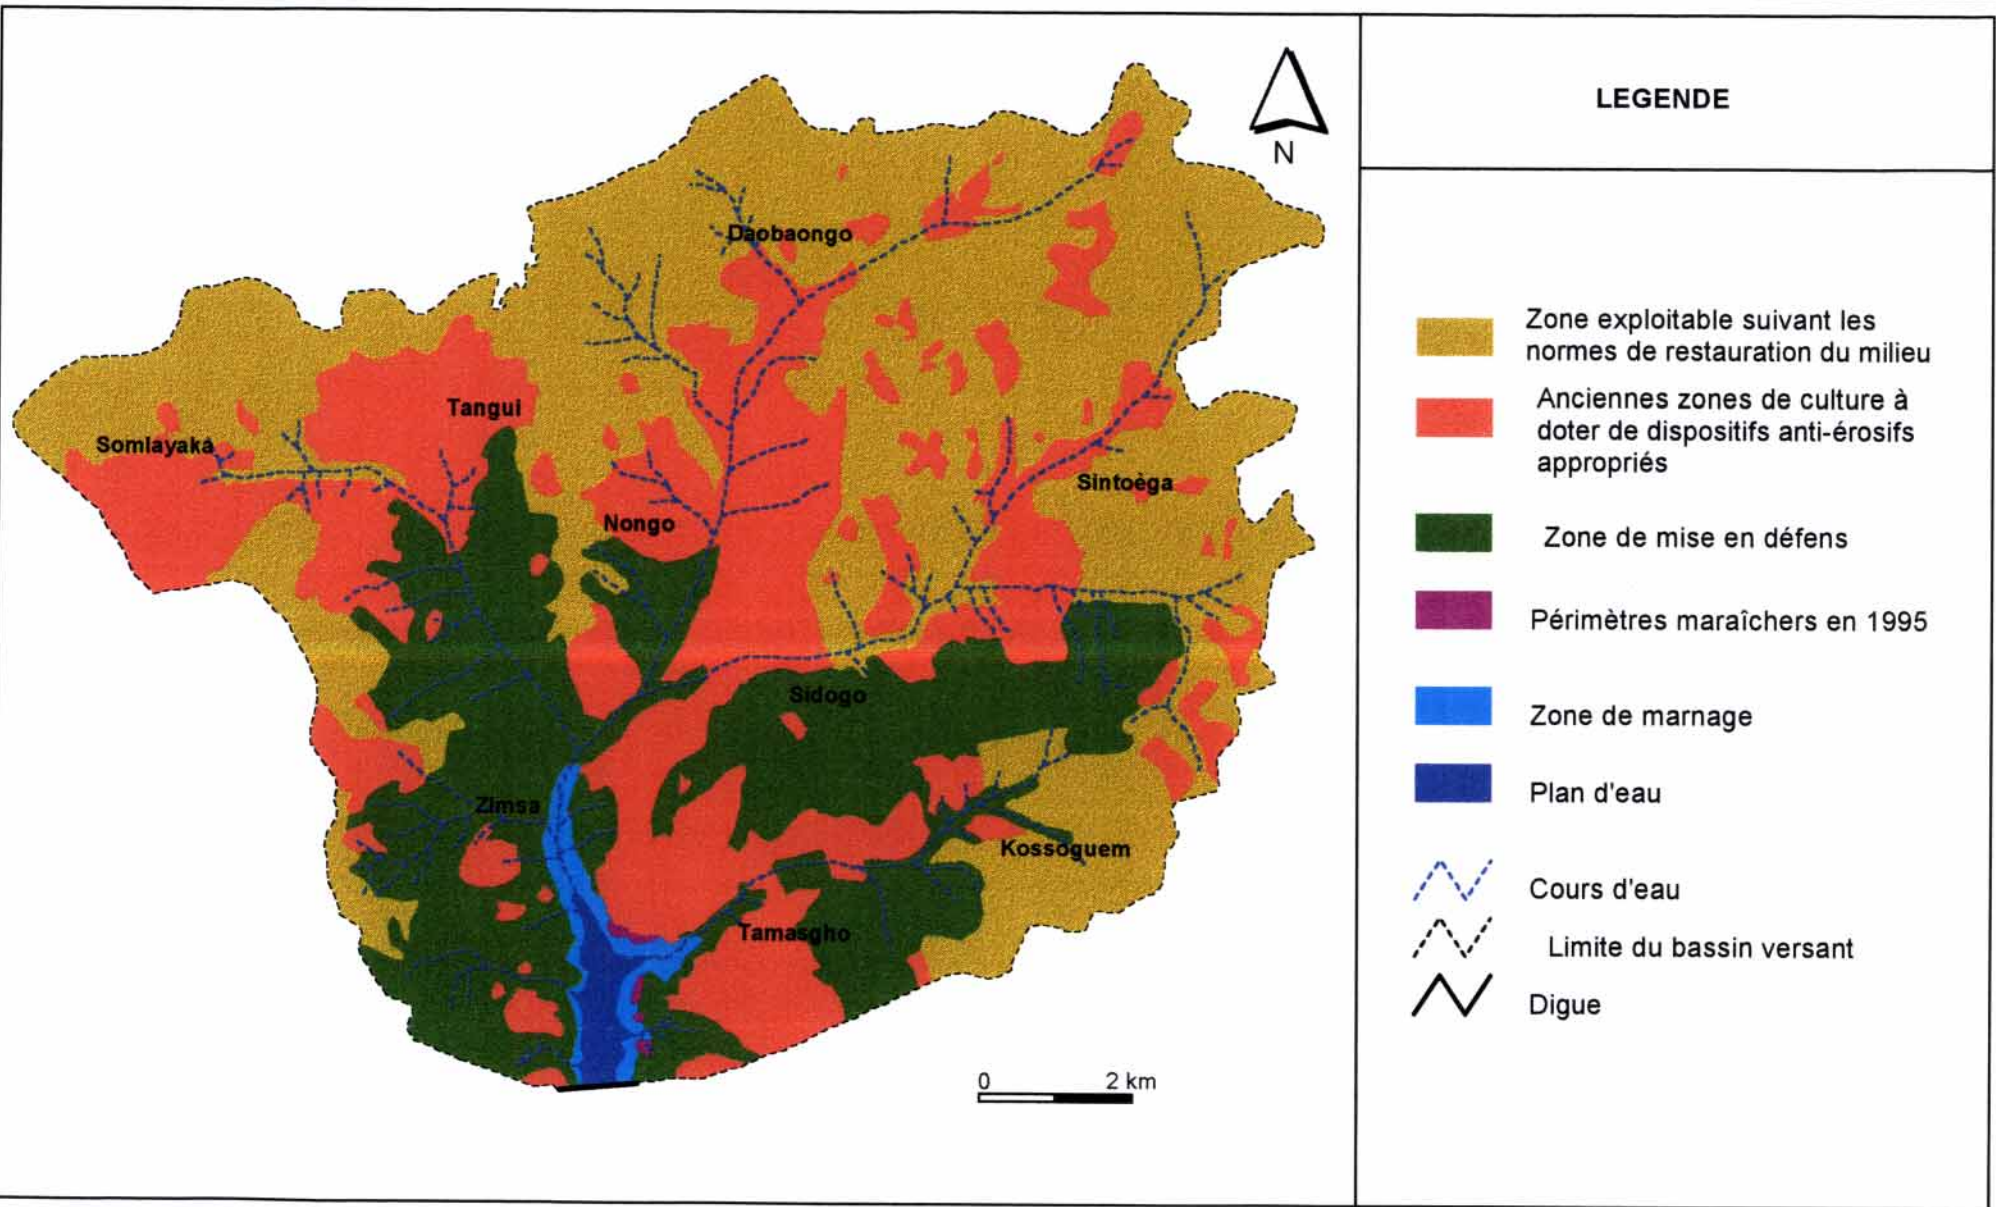 N
Daobaongo
Tangui
Somlayaka
Sintoèga
Nongo
Sidogo
Zimsa
Kossoguem
Tamasgho
0 2 km
LEGENDE
Zone exploitable suivant les
normes de restauration du milieu
Anciennes zones de culture à
doter de dispositifs anti-érosifs
appropriés
Zone de mise en défens
Périmètres maraîchers en 1995
Zone de marnage
Plan d'eau
Cours d'eau
Limite du bassin versant
Digue